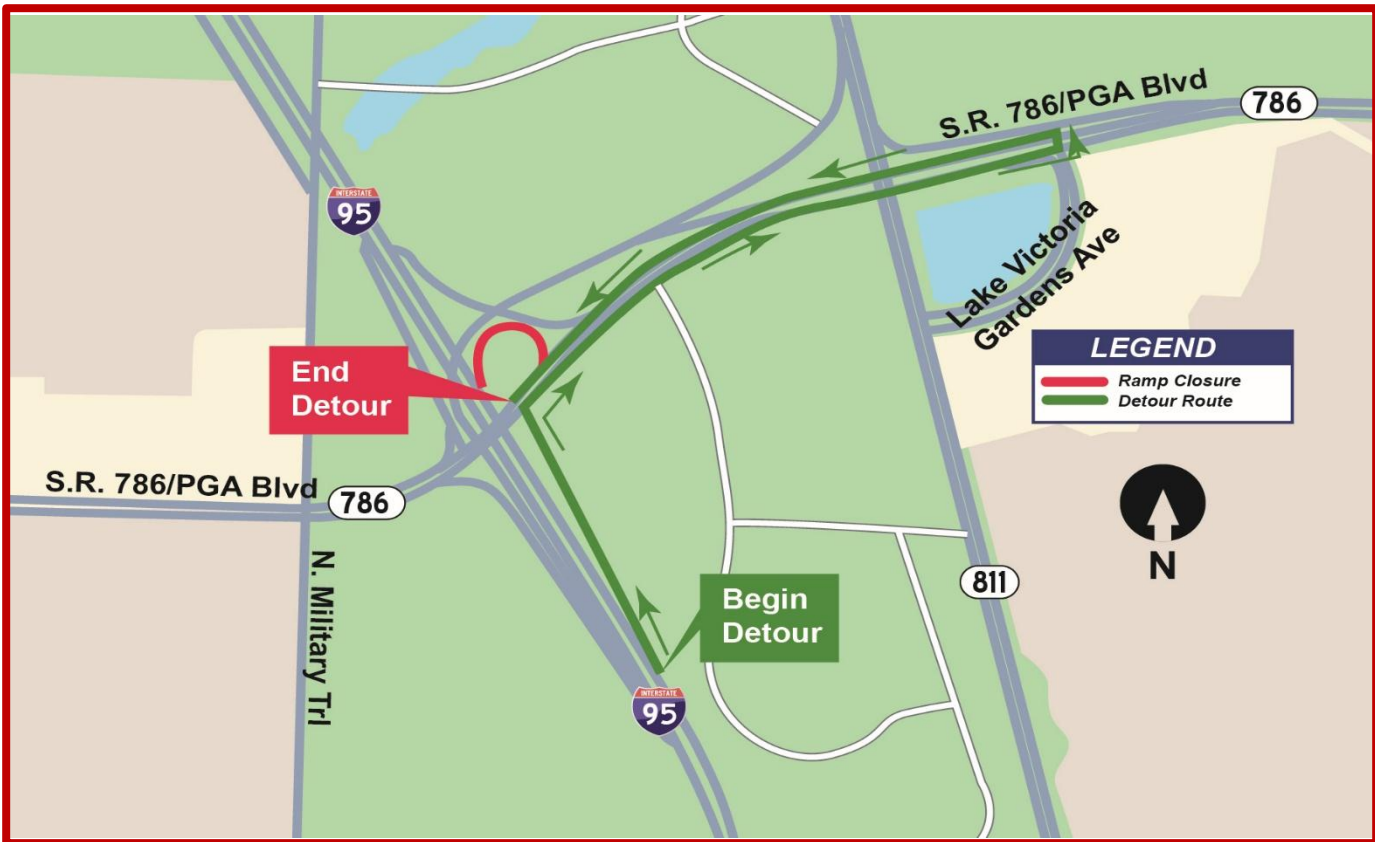 S.R. 786/PGA Blvd
786
INTERSTATE
95
Lake Victoria
Gardens Ave
LEGEND
Ramp Closure
Detour Route
End
Detour
S.R. 786/PGA Blvd
786
N. Military Trl
N
811
Begin
Detour
INTERSTATE
95